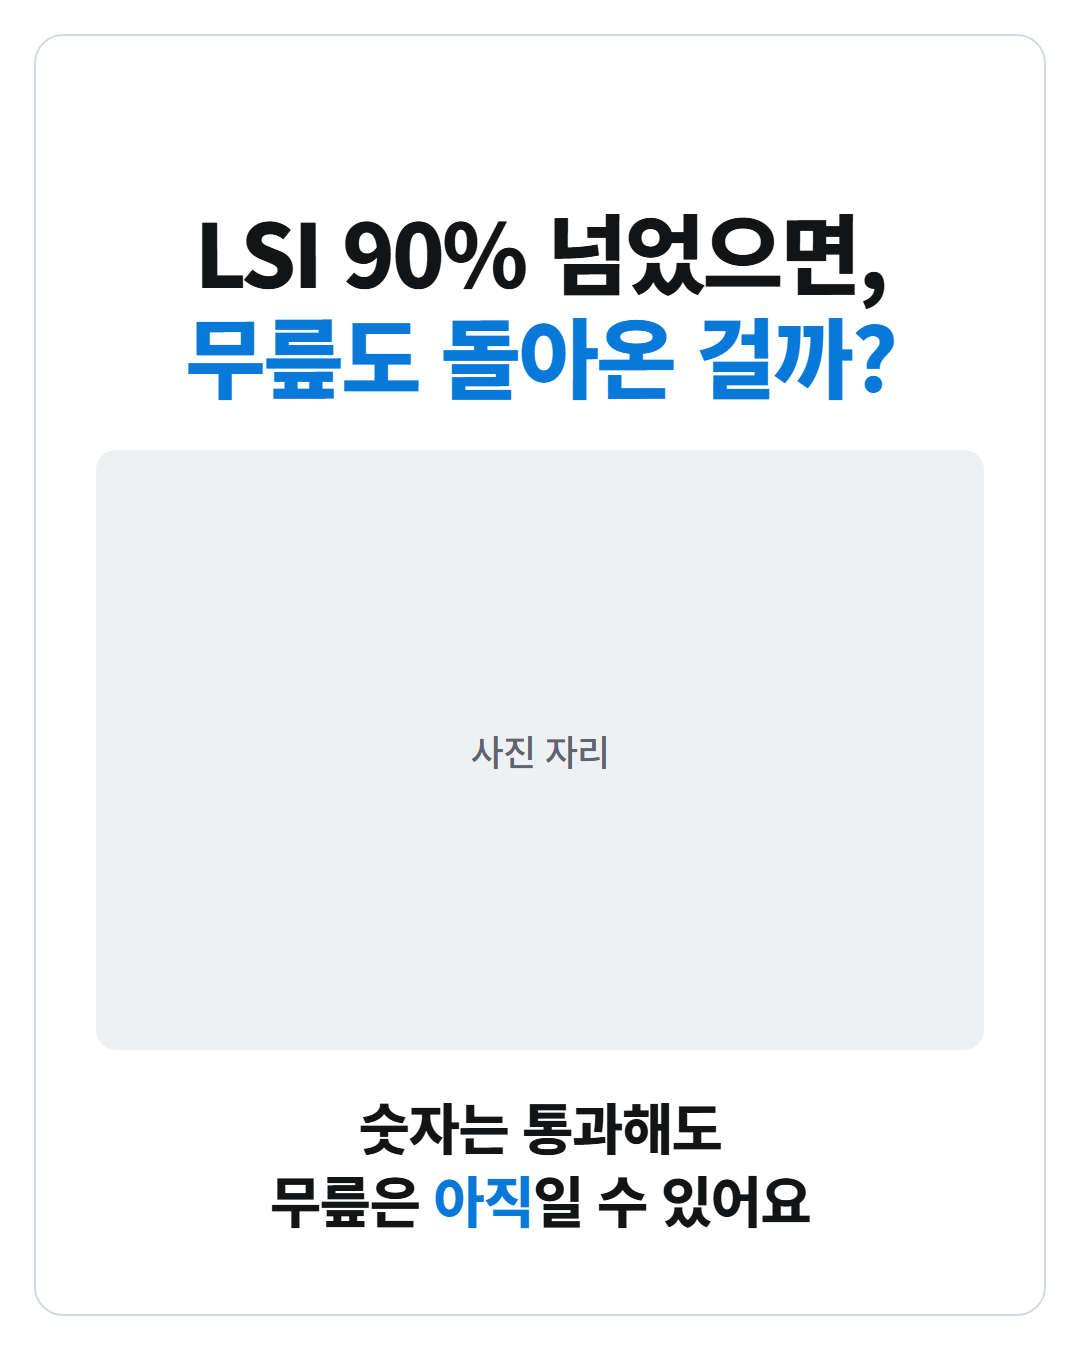 LSI 90% 넘었으면,
무릎도 돌아온 걸까?
사진 자리
숫자는 통과해도
무릎은 아직일 수 있어요